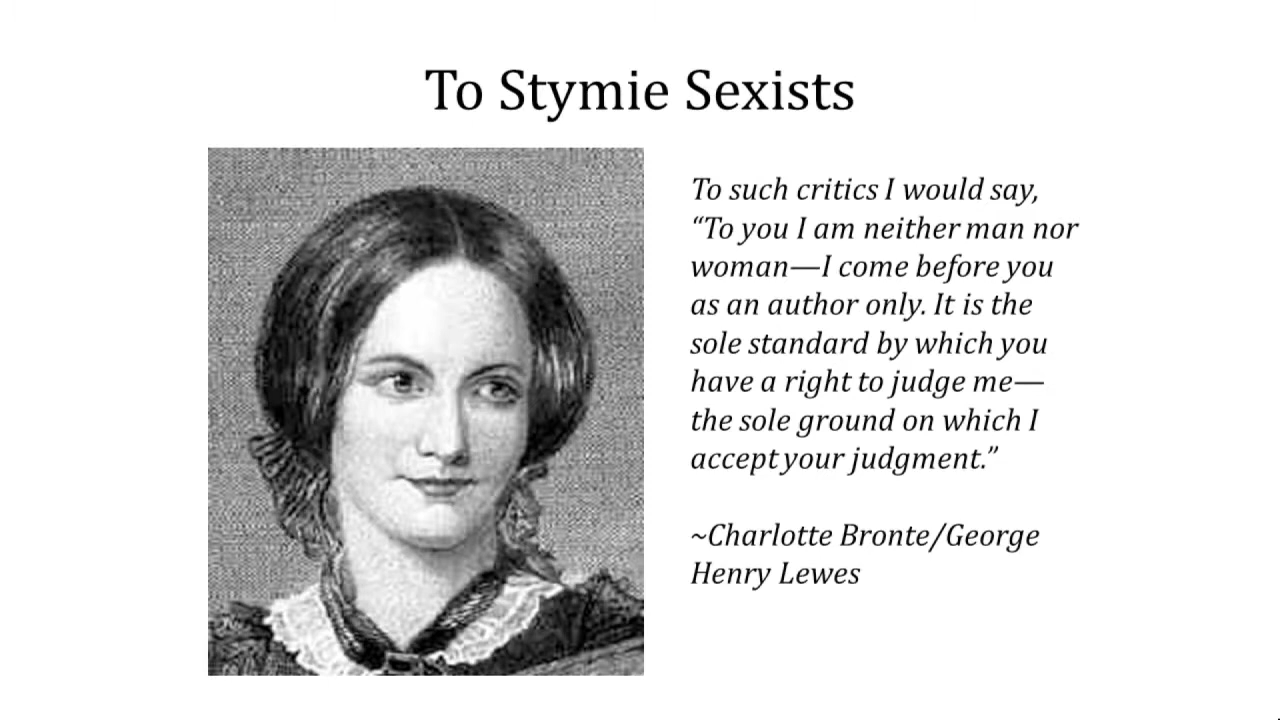 To Stymie Sexists
To such critics I would say,
“To you I am neither man nor
woman—I come before you
as an author only. It is the
sole standard by which you
have a right to judge me—
the sole ground on which I
accept your judgment.”
~Charlotte Bronte/George
Henry Lewes